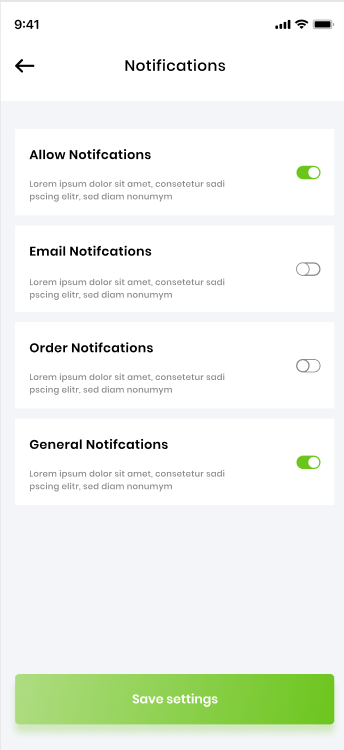 9:41
Notifications
Allow Notifcations
Lorem ipsum dolor sit amet, consetetur sadi
pscing elitr, sed diam nonumym
Email Notifcations
Lorem ipsum dolor sit amet, consetetur sadi
pscing elitr, sed diam nonumym
Order Notifcations
Lorem ipsum dolor sit amet, consetetur sadi
pscing elitr, sed diam nonumym
General Notifcations
Lorem ipsum dolor sit amet, consetetur sadi
pscing elitr, sed diam nonumym
Save settings